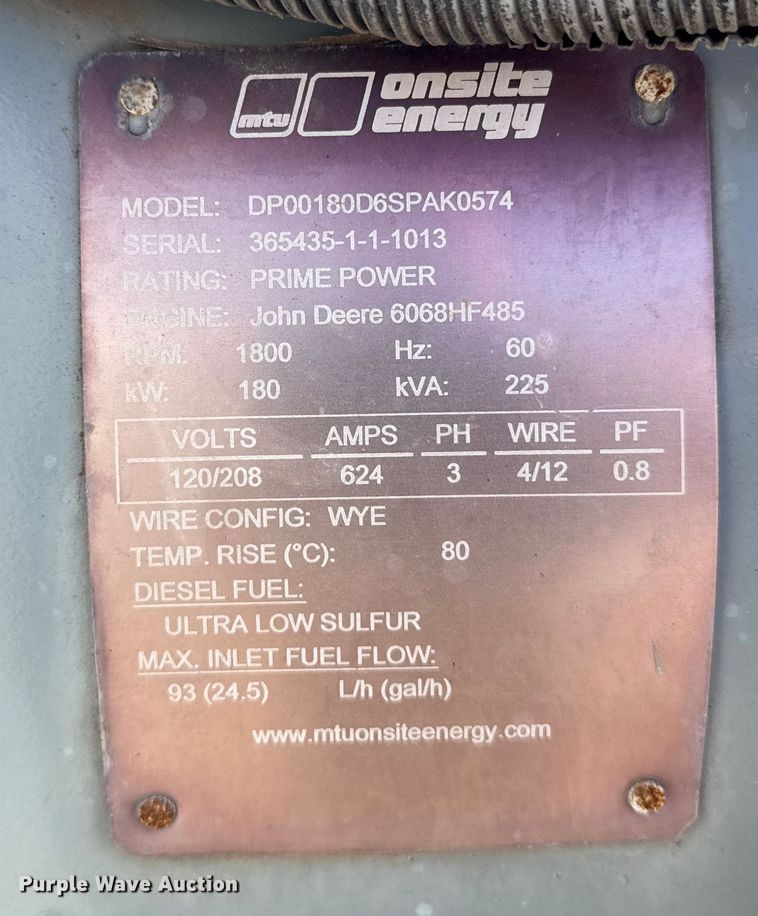 mtu onsite
energy
MODEL: DP00180D6SPAK0574
SERIAL: 365435-1-1-1013
RATING: PRIME POWER
ENGINE: John Deere 6068HF485
RPM: 1800 Hz: 60
kW: 180 kVA: 225
VOLTS AMPS PH WIRE PF
120/208 624 3 4/12 0.8
WIRE CONFIG: WYE
TEMP. RISE (°C): 80
DIESEL FUEL:
ULTRA LOW SULFUR
MAX. INLET FUEL FLOW:
93 (24.5) L/h (gal/h)
www.mtuonsiteenergy.com
Purple Wave Auction